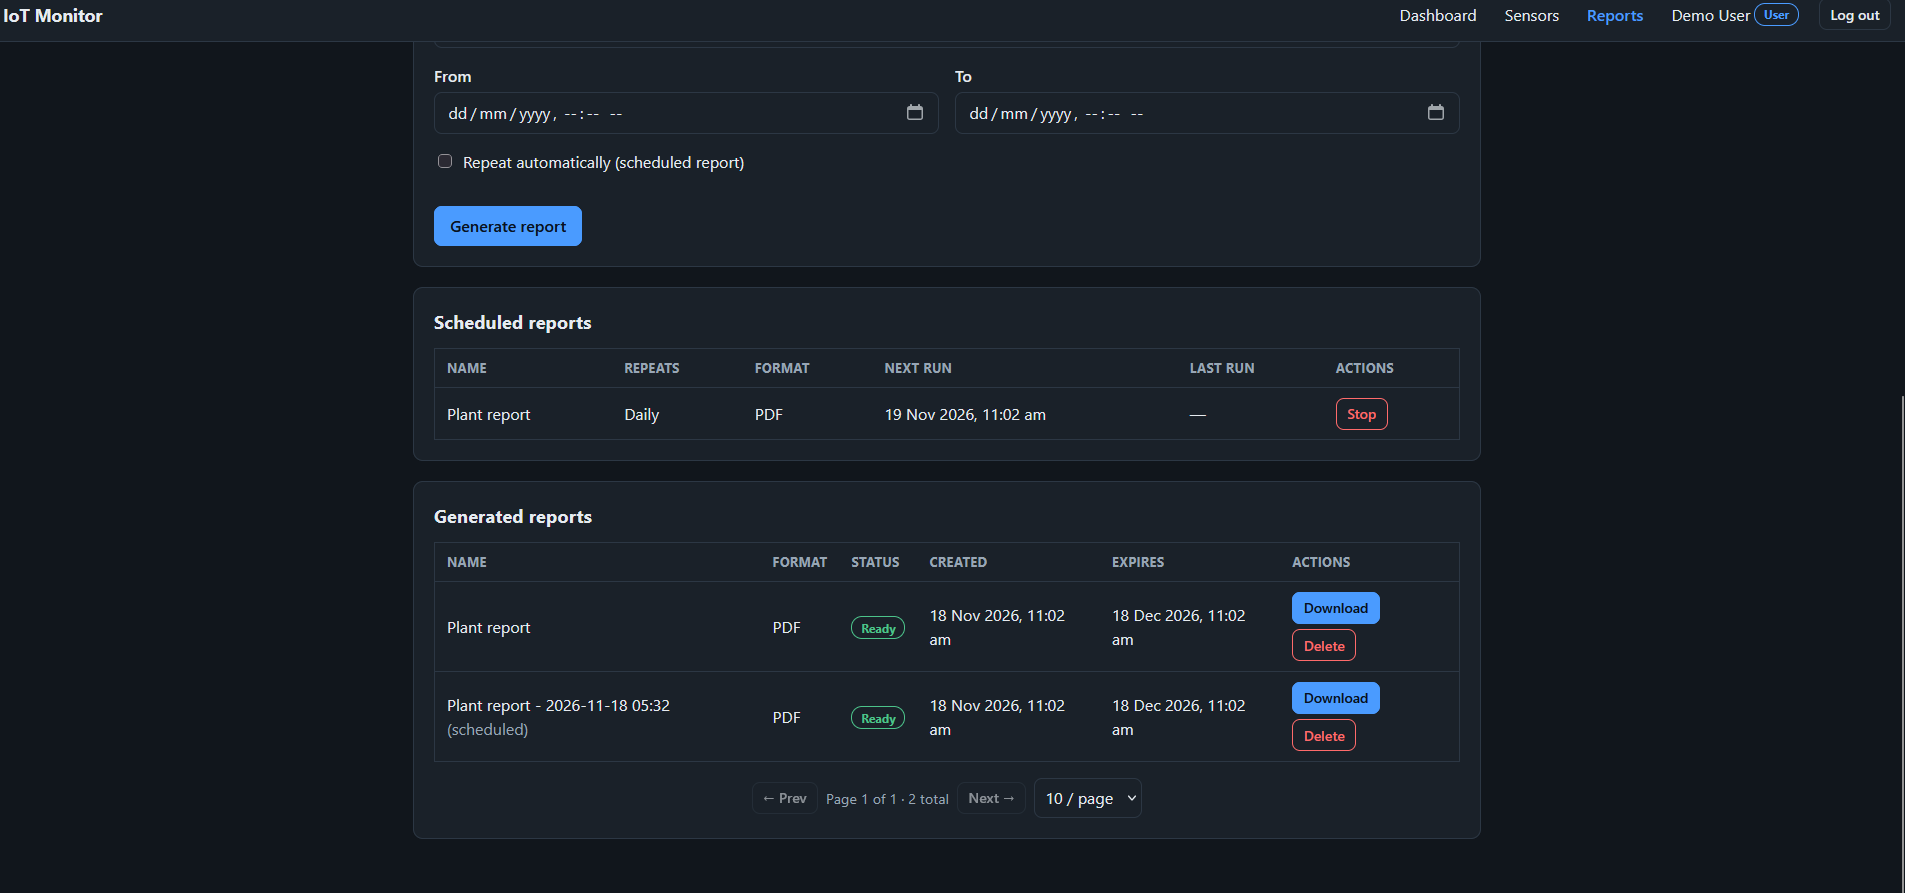 IoT Monitor
Dashboard
Sensors
Reports
Demo User
User
Log out
From
To
dd/mm/yyyy, --:-- --
dd/mm/yyyy, --:-- --
Repeat automatically (scheduled report)
Generate report
Scheduled reports
NAME
REPEATS
FORMAT
NEXT RUN
LAST RUN
ACTIONS
Plant report
Daily
PDF
19 Nov 2026, 11:02 am
—
Stop
Generated reports
NAME
FORMAT
STATUS
CREATED
EXPIRES
ACTIONS
Plant report
PDF
Ready
18 Nov 2026, 11:02
am
18 Dec 2026, 11:02
am
Download
Delete
Plant report - 2026-11-18 05:32
(scheduled)
PDF
Ready
18 Nov 2026, 11:02
am
18 Dec 2026, 11:02
am
Download
Delete
← Prev
Page 1 of 1 · 2 total
Next →
10 / page